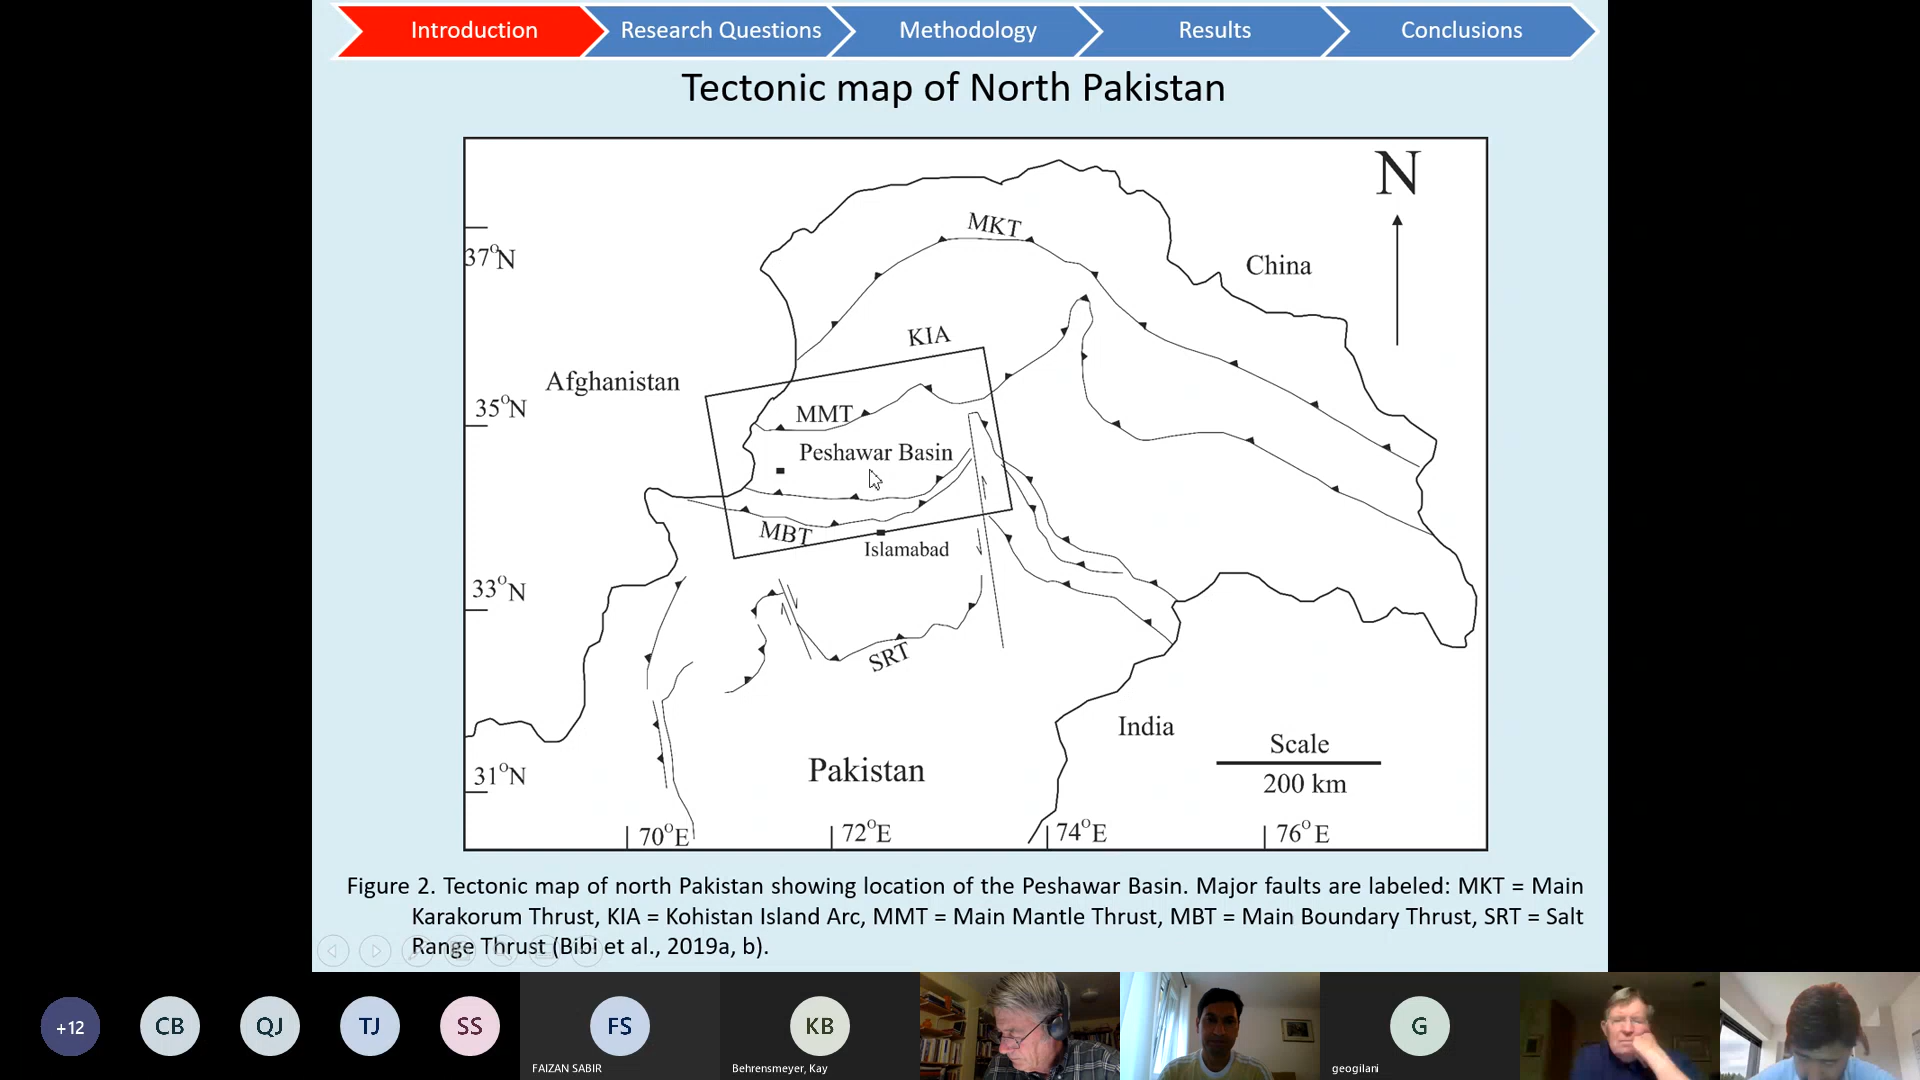 Introduction
Research Questions
Methodology
Results
Conclusions
Tectonic map of North Pakistan
N
MKT
37°N
China
KIA
Afghanistan
35°N
MMT
Peshawar Basin
MBT
Islamabad
33°N
SRT
India
Scale
200 km
31°N
Pakistan
70°E
72°E
74°E
76°E
Figure 2. Tectonic map of north Pakistan showing location of the Peshawar Basin. Major faults are labeled: MKT = Main
Karakorum Thrust, KIA = Kohistan Island Arc, MMT = Main Mantle Thrust, MBT = Main Boundary Thrust, SRT = Salt
Range Thrust (Bibi et al., 2019a, b).
+12
CB
QJ
TJ
SS
FS
FAIZAN SABIR
KB
Behrensmeyer, Kay
G
geogilani